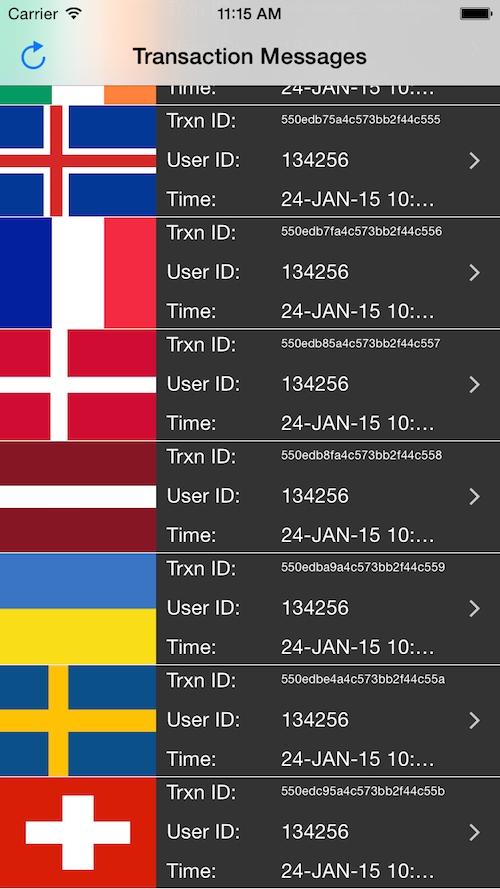 Carrier 11:15 AM
Transaction Messages
Time: 24-JAN-15 10:...
Trxn ID: 550edb75a4c573bb2f44c555
User ID: 134256
Time: 24-JAN-15 10:...
Trxn ID: 550edb7fa4c573bb2f44c556
User ID: 134256
Time: 24-JAN-15 10:...
Trxn ID: 550edb85a4c573bb2f44c557
User ID: 134256
Time: 24-JAN-15 10:...
Trxn ID: 550edb8fa4c573bb2f44c558
User ID: 134256
Time: 24-JAN-15 10:...
Trxn ID: 550edba9a4c573bb2f44c559
User ID: 134256
Time: 24-JAN-15 10:...
Trxn ID: 550edbe4a4c573bb2f44c55a
User ID: 134256
Time: 24-JAN-15 10:...
Trxn ID: 550edc95a4c573bb2f44c55b
User ID: 134256
Time: 24-JAN-15 10:...